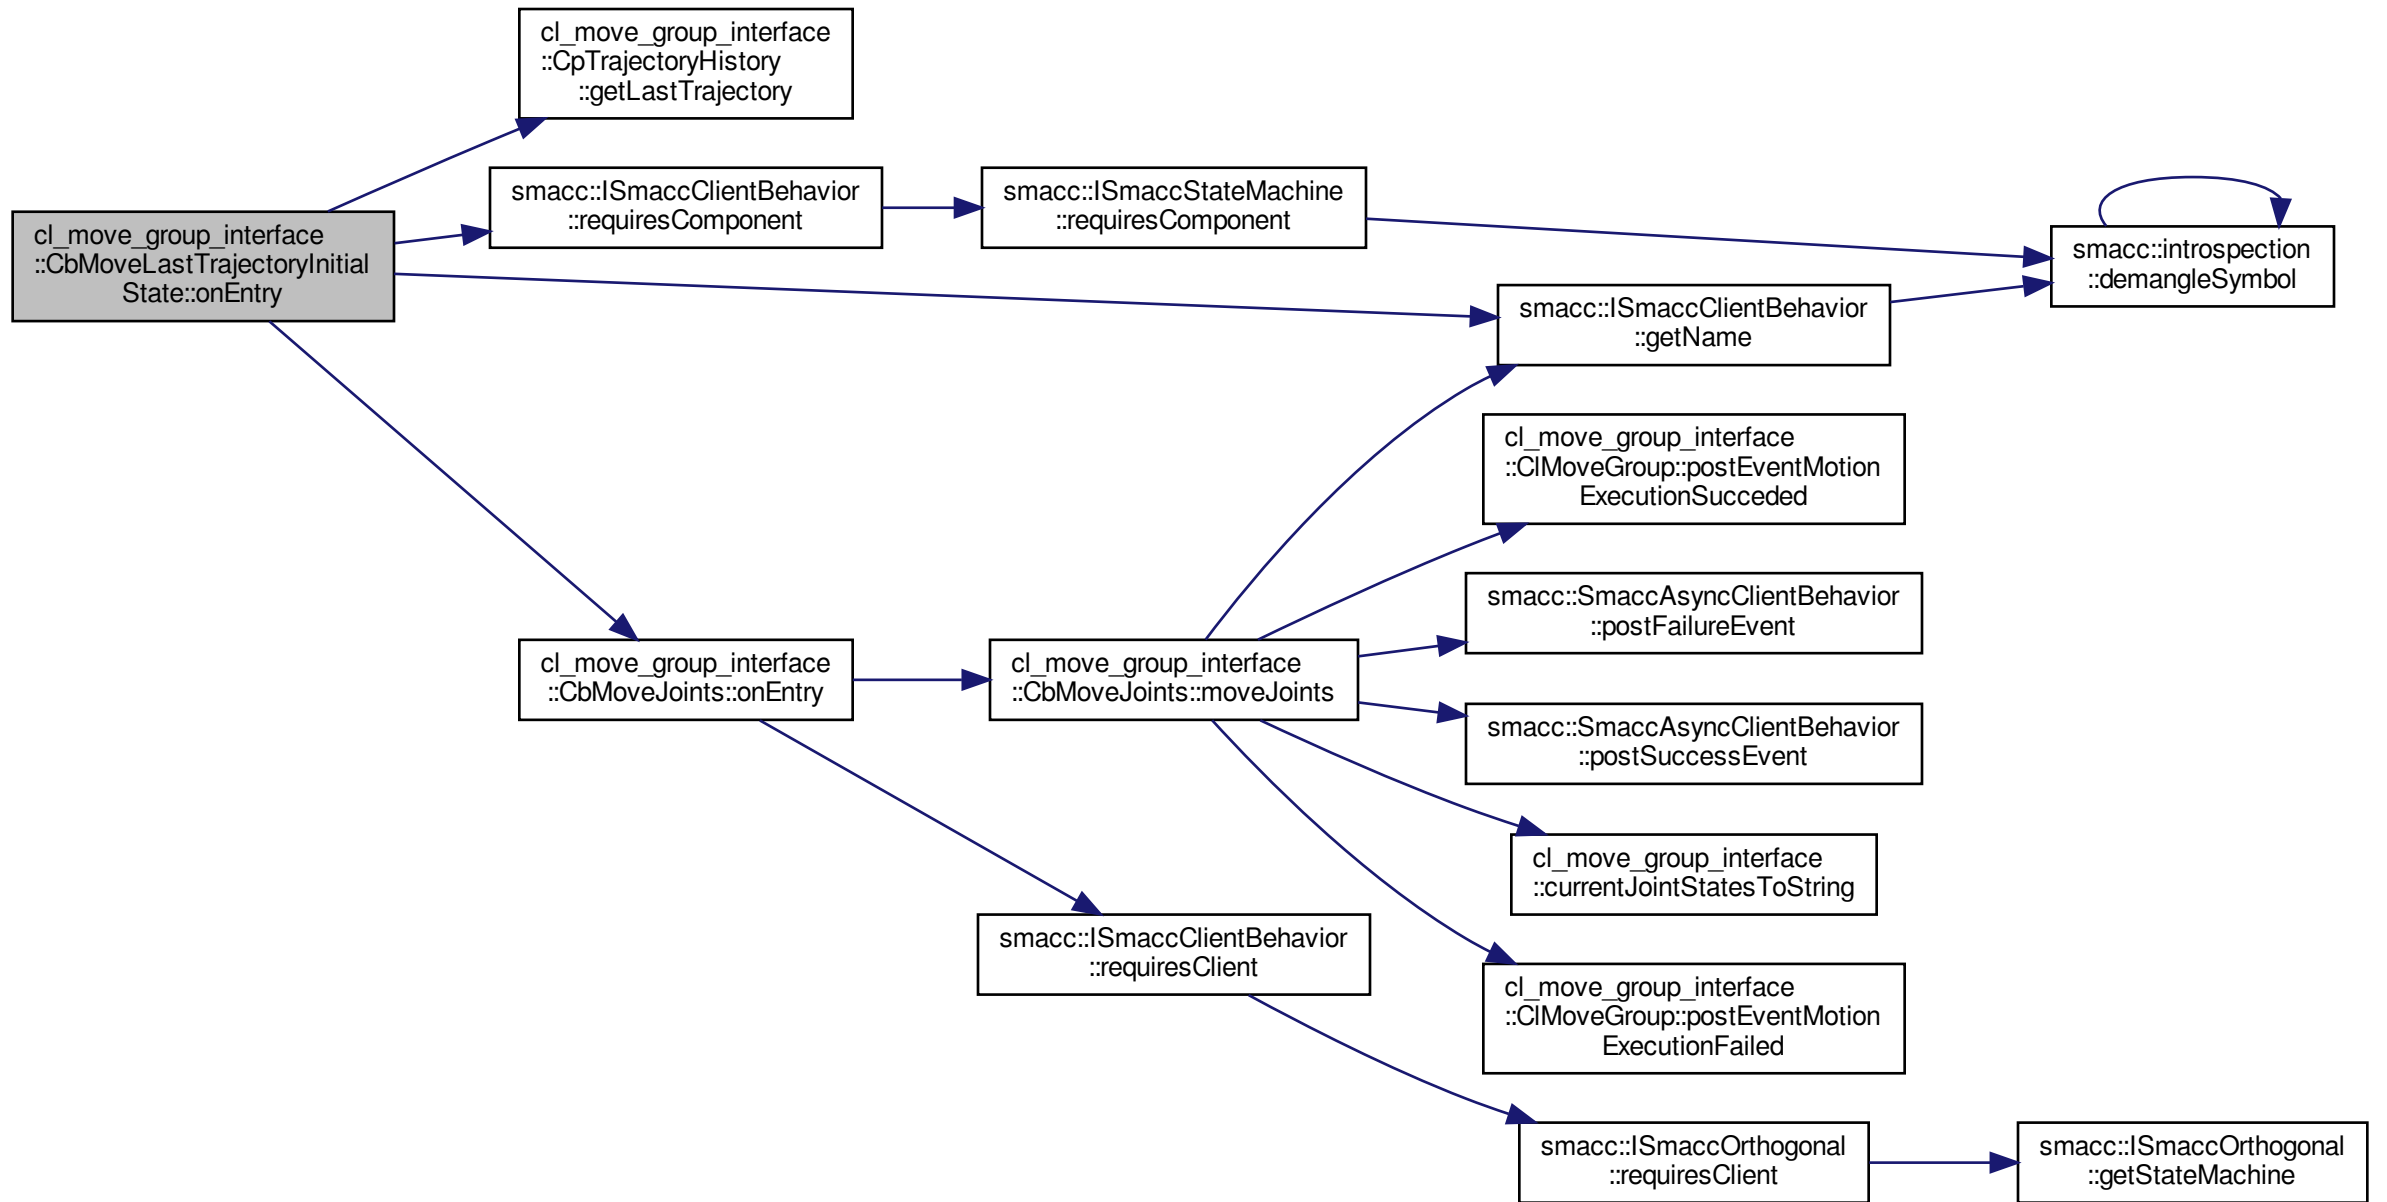 cl_move_group_interface
::CpTrajectoryHistory
::getLastTrajectory
smacc::ISmaccClientBehavior
::requiresComponent
smacc::ISmaccStateMachine
::requiresComponent
cl_move_group_interface
::CbMoveLastTrajectoryInitial
State::onEntry
smacc::introspection
::demangleSymbol
smacc::ISmaccClientBehavior
::getName
cl_move_group_interface
::ClMoveGroup::postEventMotion
ExecutionSucceded
smacc::SmaccAsyncClientBehavior
::postFailureEvent
cl_move_group_interface
::CbMoveJoints::onEntry
cl_move_group_interface
::CbMoveJoints::moveJoints
smacc::SmaccAsyncClientBehavior
::postSuccessEvent
cl_move_group_interface
::currentJointStatesToString
smacc::ISmaccClientBehavior
::requiresClient
cl_move_group_interface
::ClMoveGroup::postEventMotion
ExecutionFailed
smacc::ISmaccOrthogonal
::requiresClient
smacc::ISmaccOrthogonal
::getStateMachine